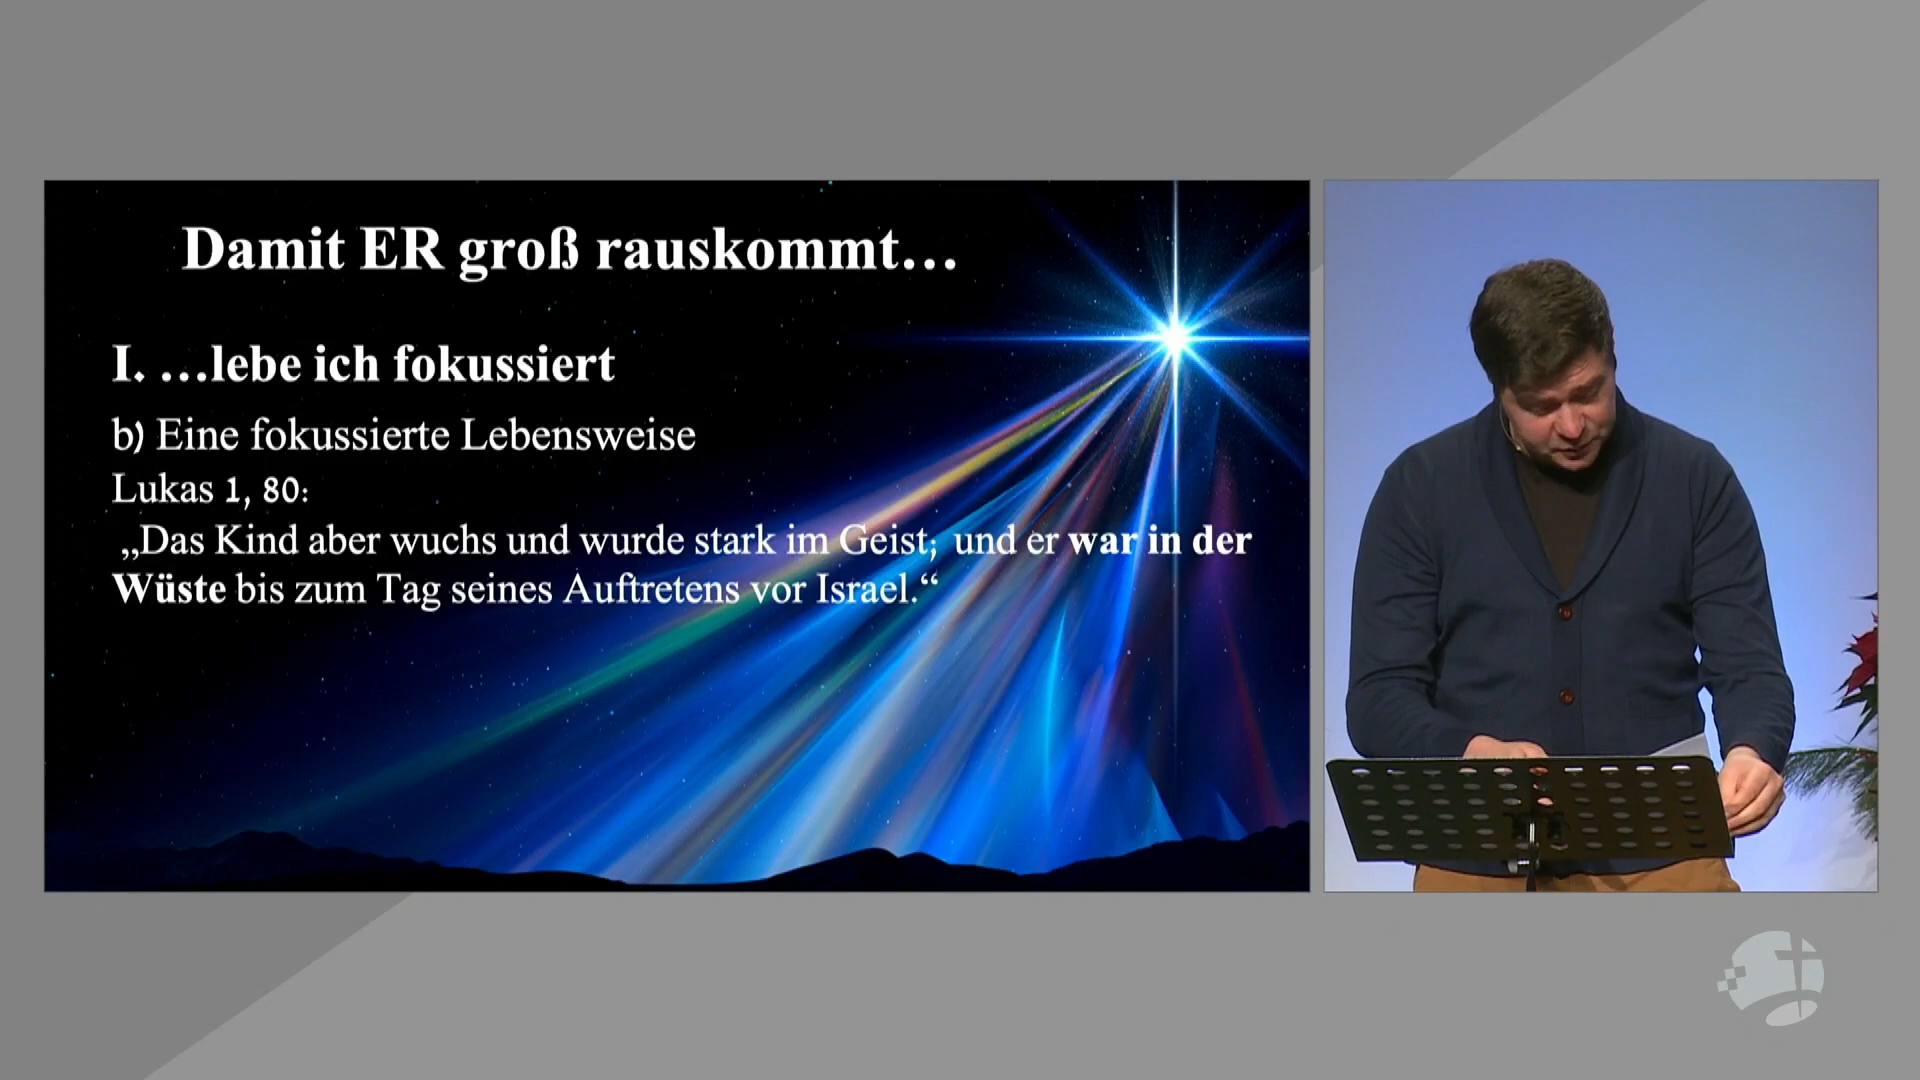 Damit ER groß rauskommt…
I. …lebe ich fokussiert
b) Eine fokussierte Lebensweise
Lukas 1, 80:
„Das Kind aber wuchs und wurde stark im Geist; und er war in der
Wüste bis zum Tag seines Auftretens vor Israel.“